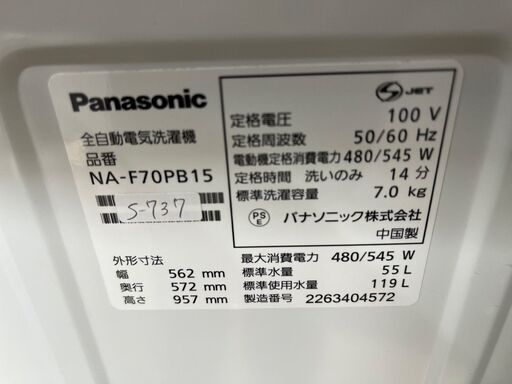 Panasonic
全自動電気洗濯機
品番
NA-F70PB15
S-737
外形寸法
幅 562 mm
奥行 572 mm
高さ 957 mm
S JET
定格電圧 100 V
定格周波数 50/60 Hz
電動機定格消費電力 480/545 W
定格時間 洗いのみ 14分
標準洗濯容量 7.0 kg
PSE パナソニック株式会社
中国製
最大消費電力 480/545 W
標準水量 55 L
標準使用水量 119 L
製造番号 2263404572